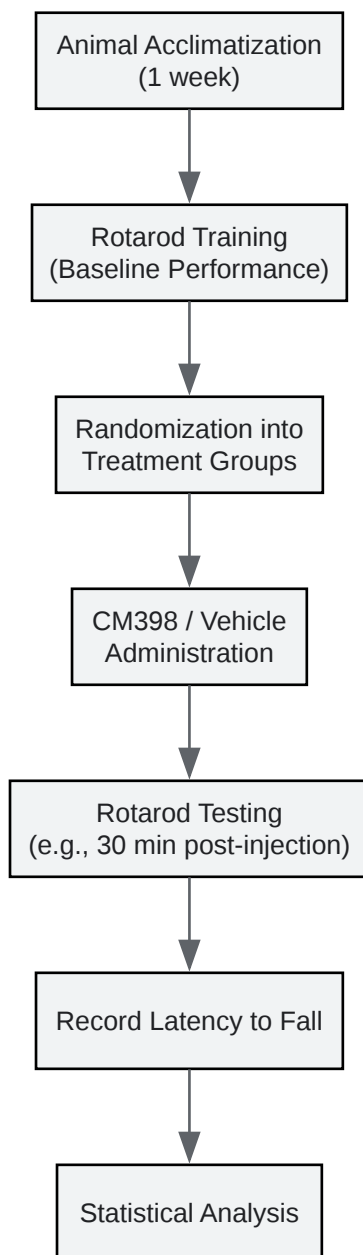 Animal Acclimatization
(1 week)
Rotarod Training
(Baseline Performance)
Randomization into
Treatment Groups
CM398 / Vehicle
Administration
Rotarod Testing
(e.g., 30 min post-injection)
Record Latency to Fall
Statistical Analysis